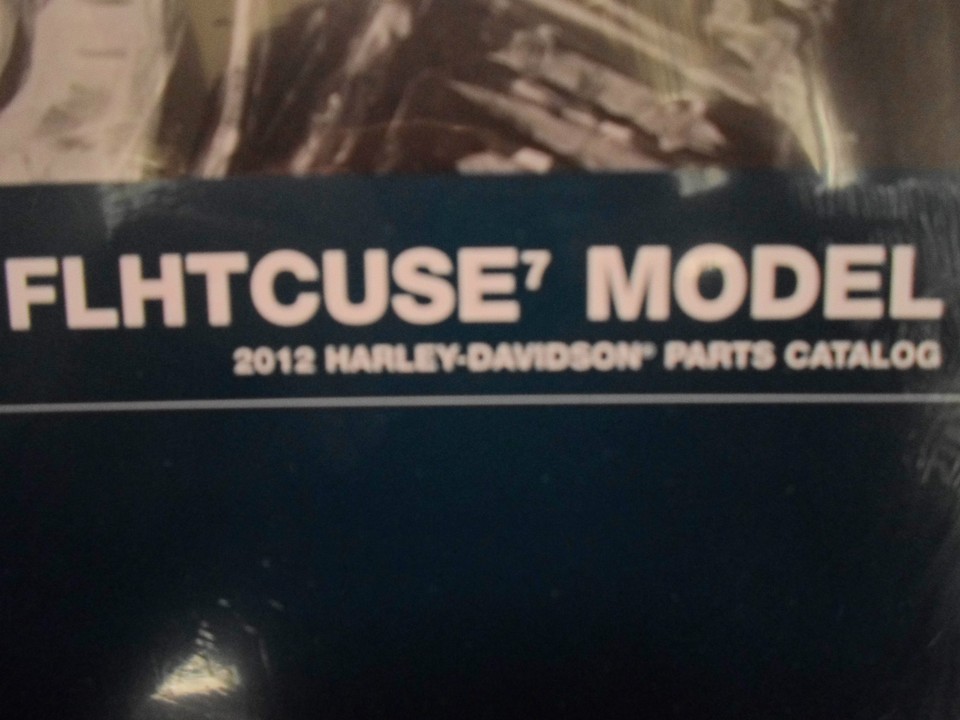 FLHTCUSE⁷ MODEL
2012 HARLEY-DAVIDSON® PARTS CATALOG